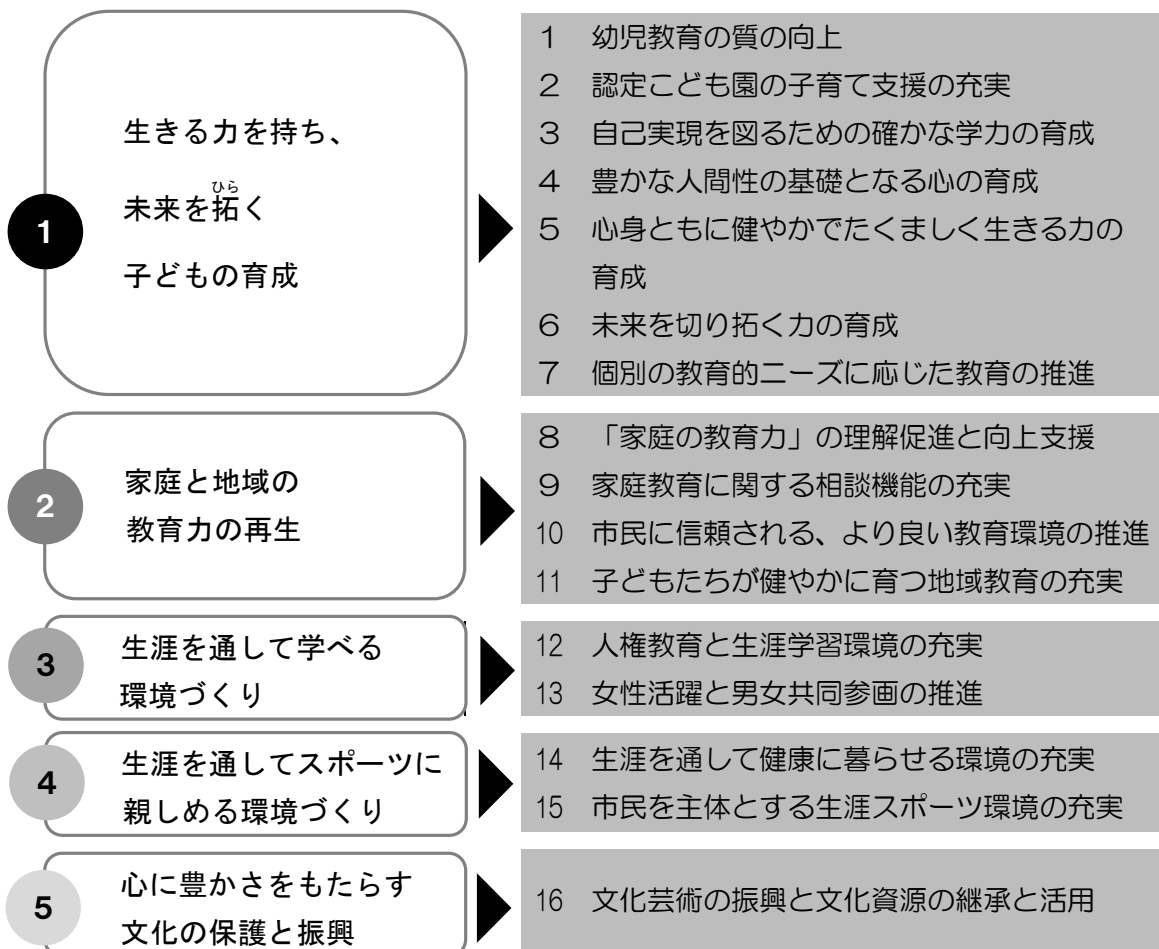 1
生きる力を持ち、
未来を拓く
ひら
子どもの育成
１　幼児教育の質の向上
２　認定こども園の子育て支援の充実
３　自己実現を図るための確かな学力の育成
４　豊かな人間性の基礎となる心の育成
５　心身ともに健やかでたくましく生きる力の
育成
６　未来を切り拓く力の育成
７　個別の教育的ニーズに応じた教育の推進
2
家庭と地域の
教育力の再生
８　「家庭の教育力」の理解促進と向上支援
９　家庭教育に関する相談機能の充実
10　市民に信頼される、より良い教育環境の推進
11　子どもたちが健やかに育つ地域教育の充実
3
生涯を通して学べる
環境づくり
12　人権教育と生涯学習環境の充実
13　女性活躍と男女共同参画の推進
4
生涯を通してスポーツに
親しめる環境づくり
14　生涯を通して健康に暮らせる環境の充実
15　市民を主体とする生涯スポーツ環境の充実
5
心に豊かさをもたらす
文化の保護と振興
16　文化芸術の振興と文化資源の継承と活用